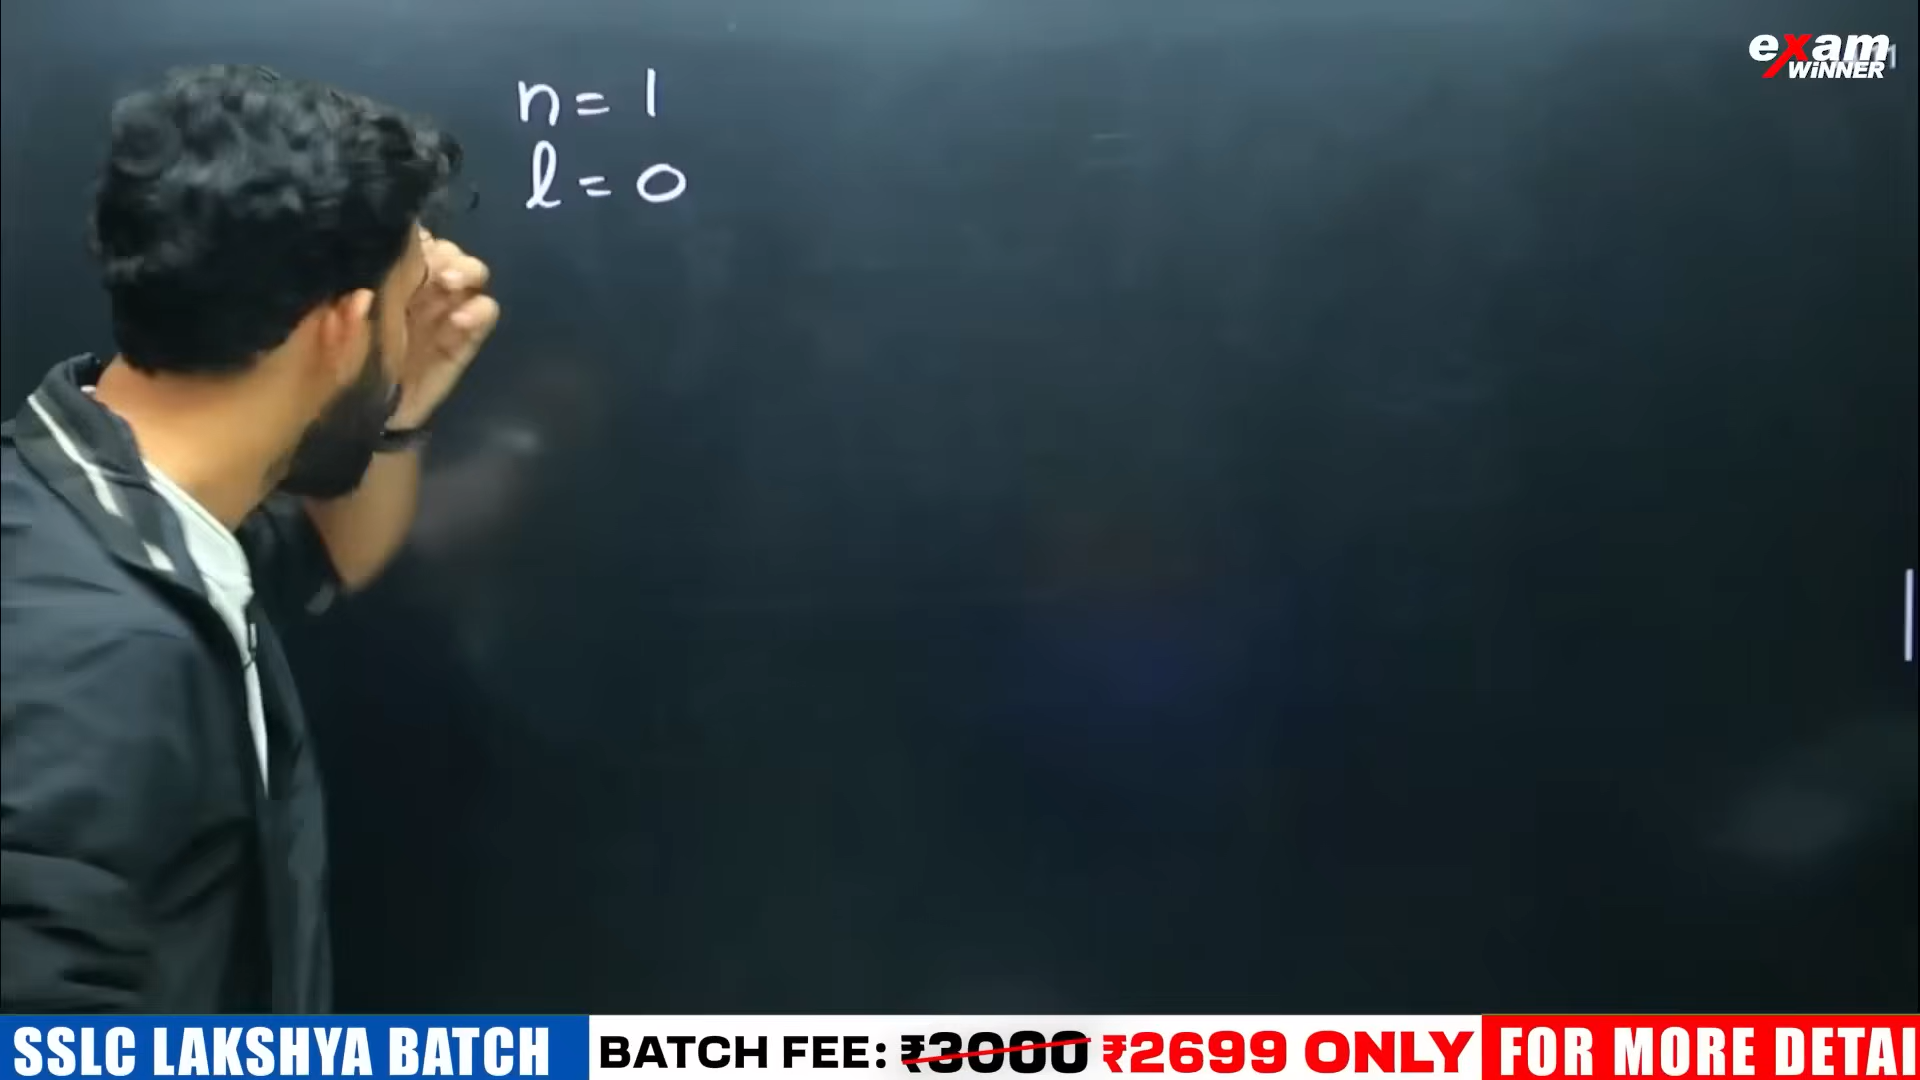 exam
WINNER
n = 1
l = 0
SSLC LAKSHYA BATCH
BATCH FEE: ₹3000 ₹2699 ONLY
FOR MORE DETAI